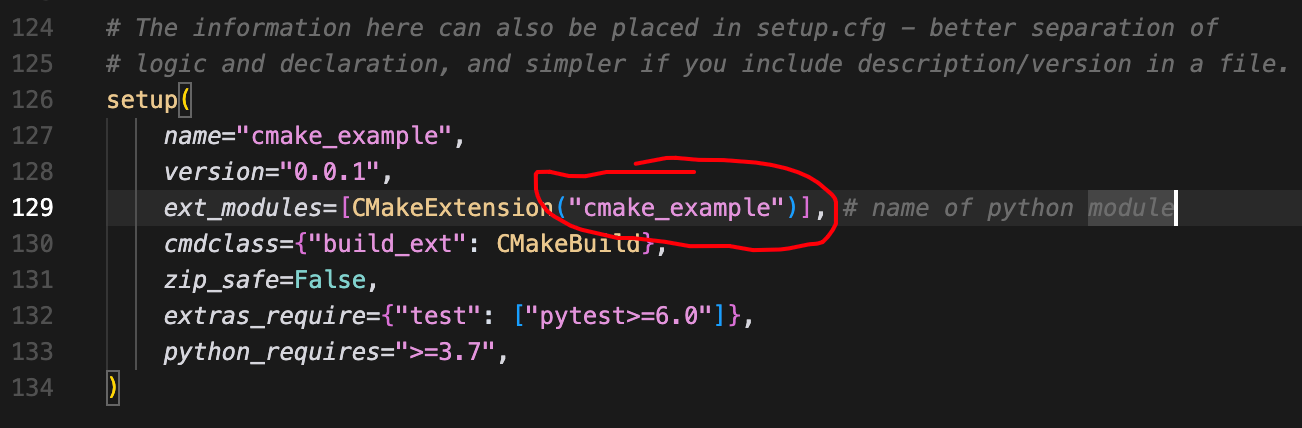 124 # The information here can also be placed in setup.cfg - better separation of
125 # logic and declaration, and simpler if you include description/version in a file.
126 setup(
127 name="cmake_example",
128 version="0.0.1",
129 ext_modules=[CMakeExtension("cmake_example")], # name of python module
130 cmdclass={"build_ext": CMakeBuild},
131 zip_safe=False,
132 extras_require={"test": ["pytest>=6.0"]},
133 python_requires=">=3.7",
134 )